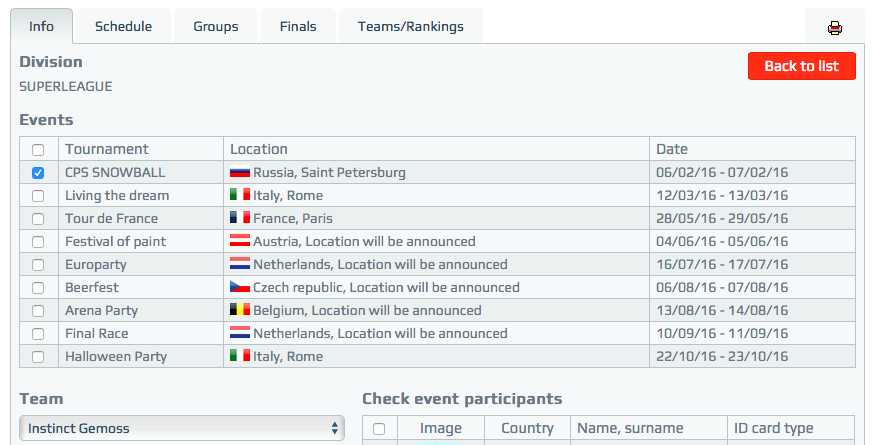 Info Schedule Groups Finals Teams/Rankings
Division
Back to list
SUPERLEAGUE
Events
Tournament Location Date
CPS SNOWBALL Russia, Saint Petersburg 06/02/16 - 07/02/16
Living the dream Italy, Rome 12/03/16 - 13/03/16
Tour de France France, Paris 28/05/16 - 29/05/16
Festival of paint Austria, Location will be announced 04/06/16 - 05/06/16
Europarty Netherlands, Location will be announced 16/07/16 - 17/07/16
Beerfest Czech republic, Location will be announced 06/08/16 - 07/08/16
Arena Party Belgium, Location will be announced 13/08/16 - 14/08/16
Final Race Netherlands, Location will be announced 10/09/16 - 11/09/16
Halloween Party Italy, Rome 22/10/16 - 23/10/16
Team
Instinct Gemoss
Check event participants
Image Country Name, surname ID card type